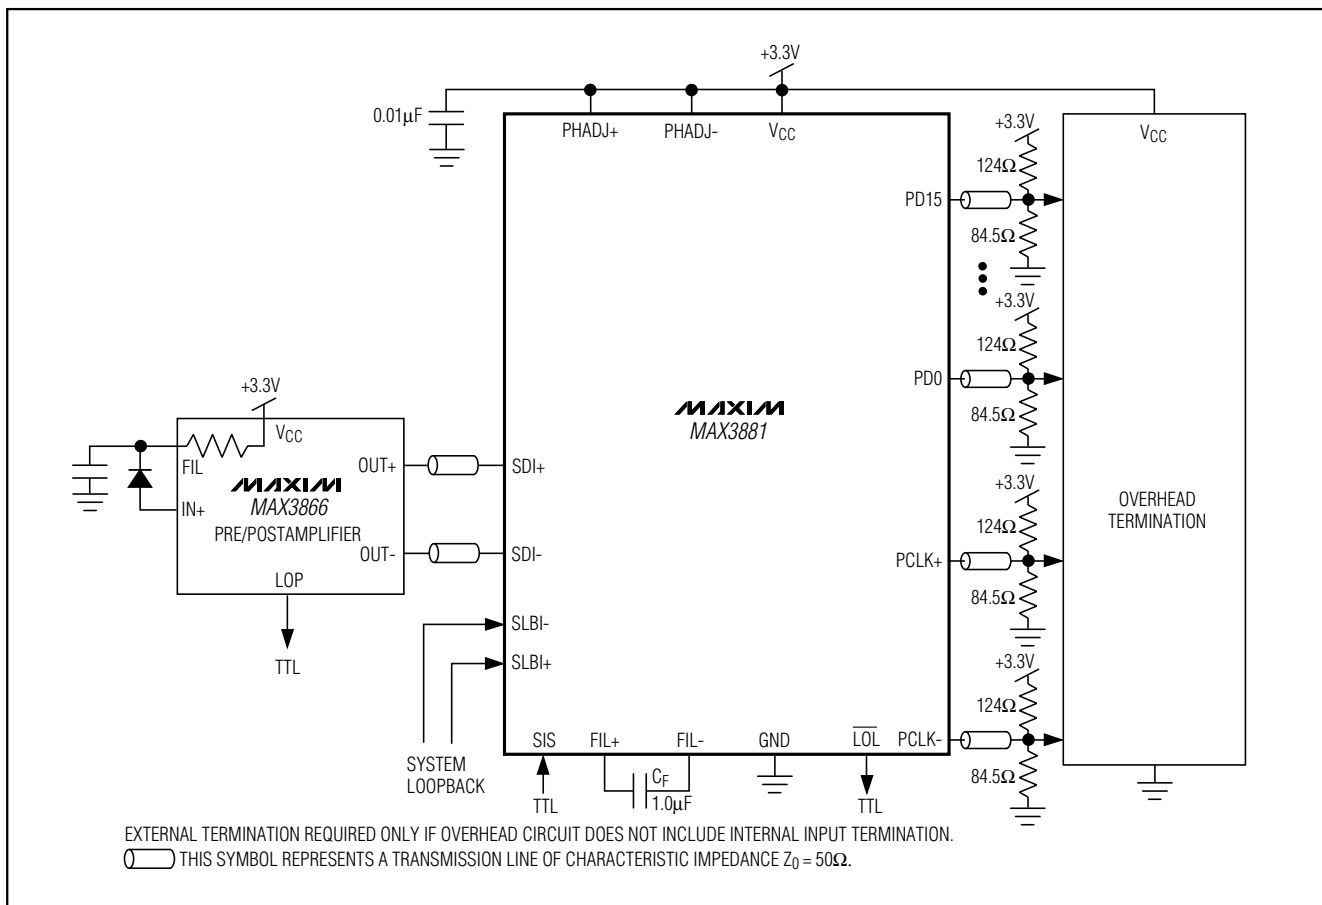 +3.3V
0.01μF
PHADJ+
PHADJ-
VCC
+3.3V
VCC
124Ω
PD15
84.5Ω
+3.3V
124Ω
PD0
84.5Ω
+3.3V
VCC
FIL
OUT+
SDI+
MAXIM
MAX3866
IN+
PRE/POSTAMPLIFIER
OUT-
SDI-
LOP
TTL
MAXIM
MAX3881
+3.3V
124Ω
PCLK+
84.5Ω
OVERHEAD
TERMINATION
SLBI-
SLBI+
SYSTEM
LOOPBACK
+3.3V
124Ω
PCLK-
84.5Ω
SIS
FIL+
FIL-
GND
LOL
TTL
CF
1.0μF
TTL
EXTERNAL TERMINATION REQUIRED ONLY IF OVERHEAD CIRCUIT DOES NOT INCLUDE INTERNAL INPUT TERMINATION.
THIS SYMBOL REPRESENTS A TRANSMISSION LINE OF CHARACTERISTIC IMPEDANCE Z0 = 50Ω.